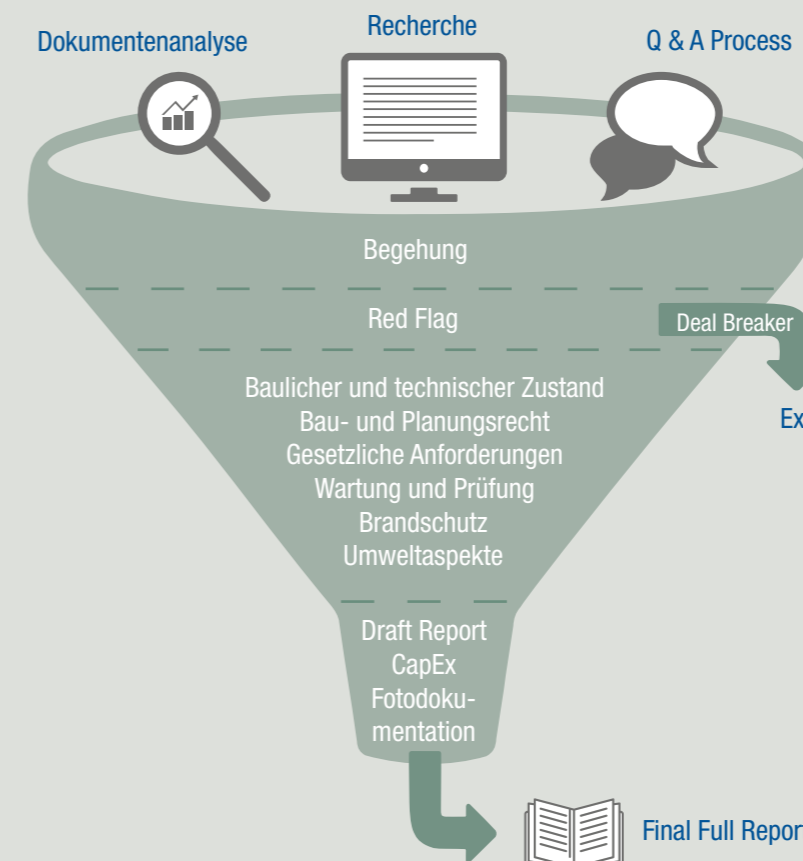 Dokumentenanalyse
Recherche
Q & A Process
Begehung
Red Flag
Deal Breaker
Ex
Baulicher und technischer Zustand
Bau- und Planungsrecht
Gesetzliche Anforderungen
Wartung und Prüfung
Brandschutz
Umweltaspekte
Draft Report
CapEx
Fotodoku-
mentation
Final Full Report